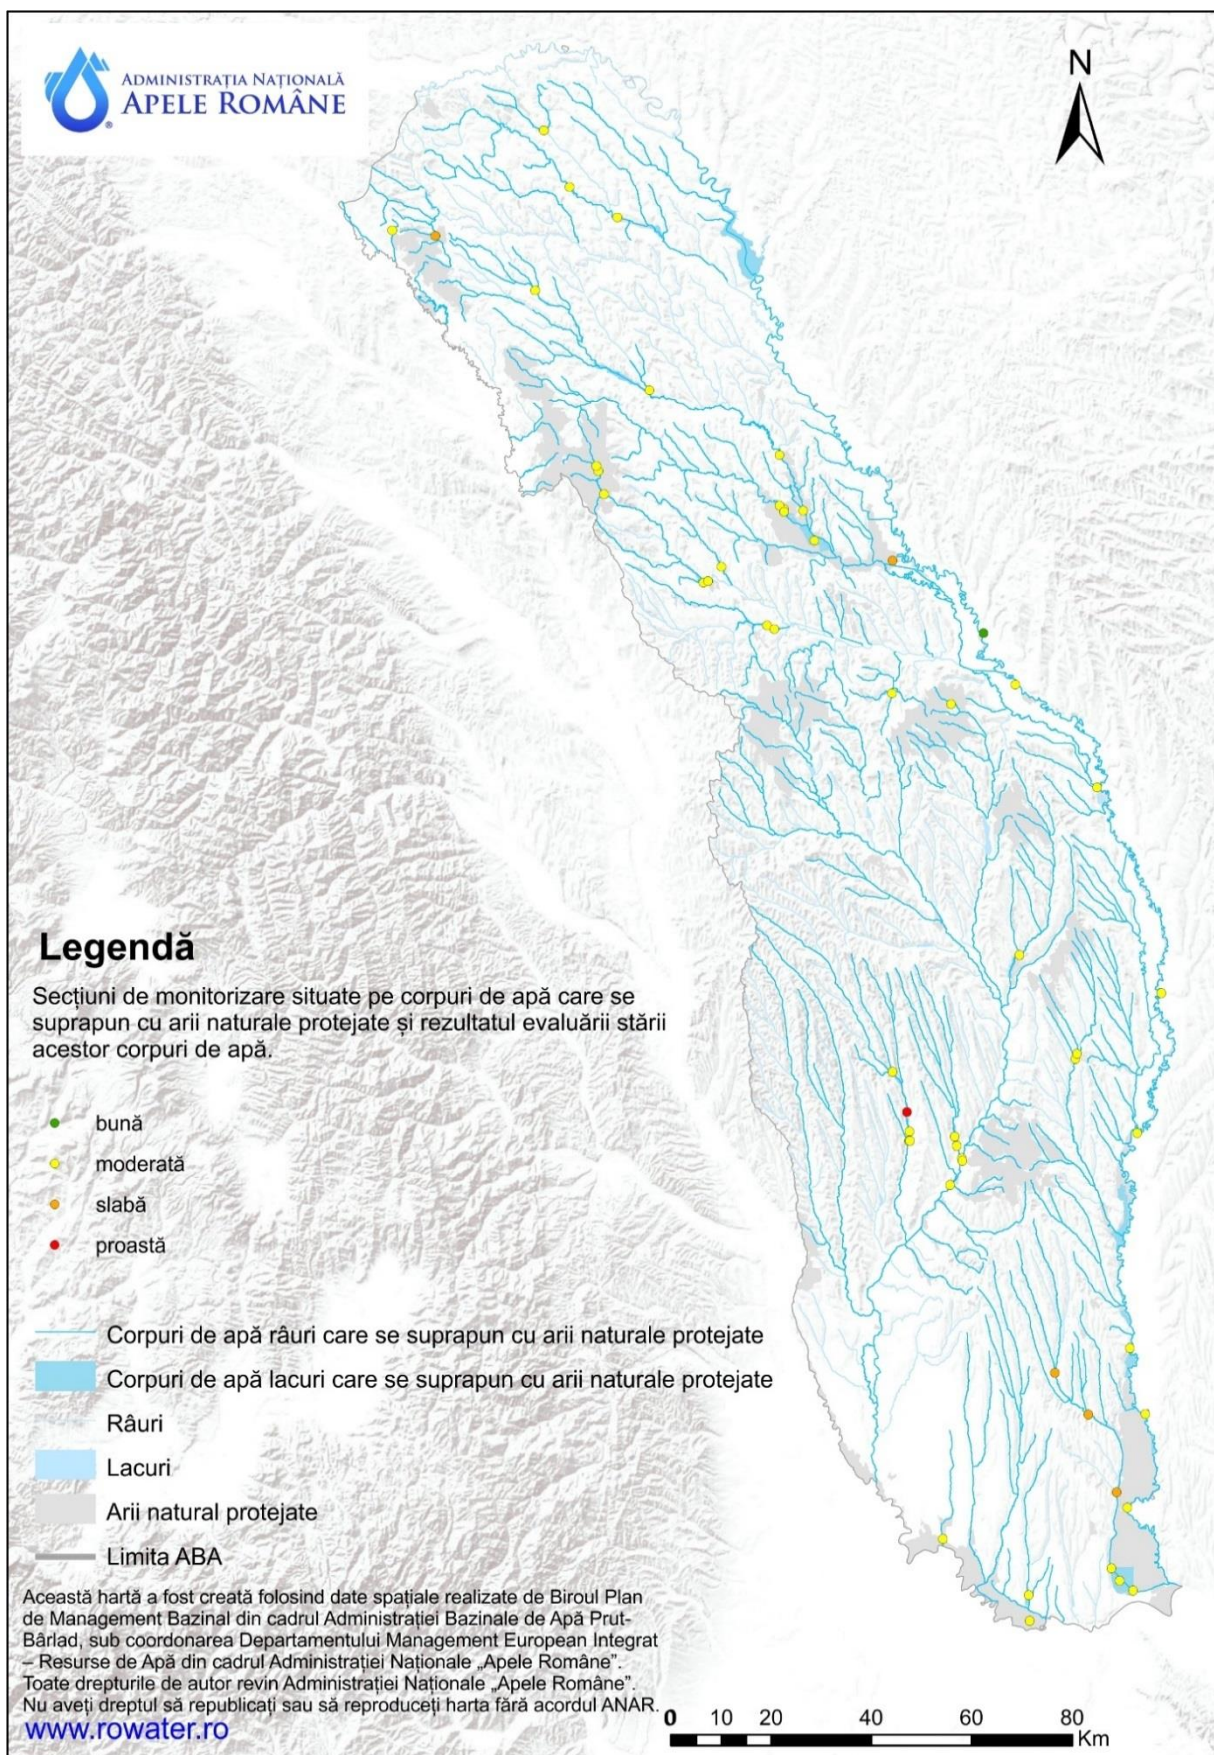 ADMINISTRAȚIA NAȚIONALĂ
APELE ROMÂNE
®
N
Legendă
Secțiuni de monitorizare situate pe corpuri de apă care se
suprapun cu arii naturale protejate și rezultatul evaluării stării
acestor corpuri de apă.
bună
moderată
slabă
proastă
Corpuri de apă râuri care se suprapun cu arii naturale protejate
Corpuri de apă lacuri care se suprapun cu arii naturale protejate
Râuri
Lacuri
Arii natural protejate
Limita ABA
Această hartă a fost creată folosind date spațiale realizate de Biroul Plan
de Management Bazinal din cadrul Administrației Bazinale de Apă Prut-
Bârlad, sub coordonarea Departamentului Management European Integrat
– Resurse de Apă din cadrul Administrației Naționale „Apele Române”.
Toate drepturile de autor revin Administrației Naționale „Apele Române”.
Nu aveți dreptul să republicați sau să reproduceți harta fără acordul ANAR.
www.rowater.ro
0 10 20 40 60 80
Km